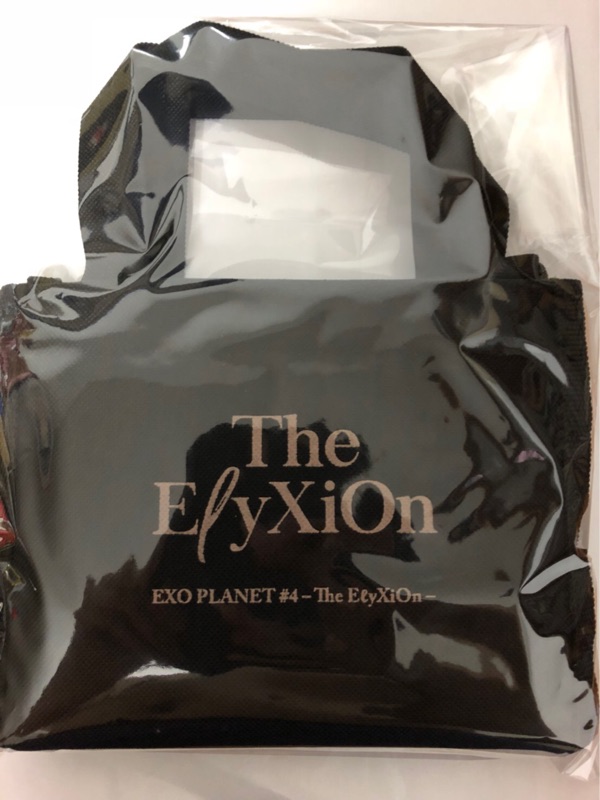 The
ElyXiOn
EXO PLANET #4 – The ElyXiOn –